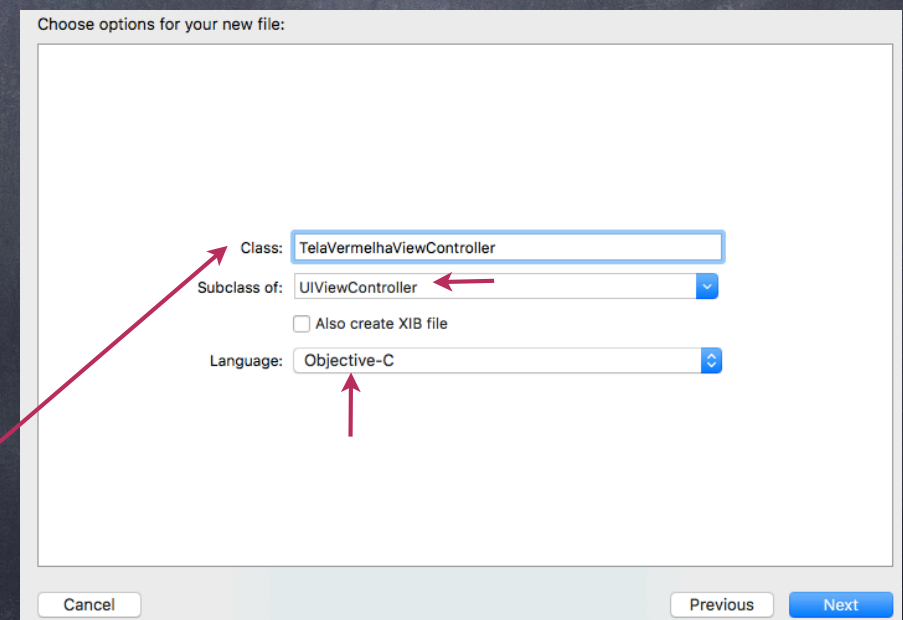 Choose options for your new file:
Class: TelaVermelhaViewController
Subclass of: UIViewController
Also create XIB file
Language: Objective-C
Cancel Previous Next